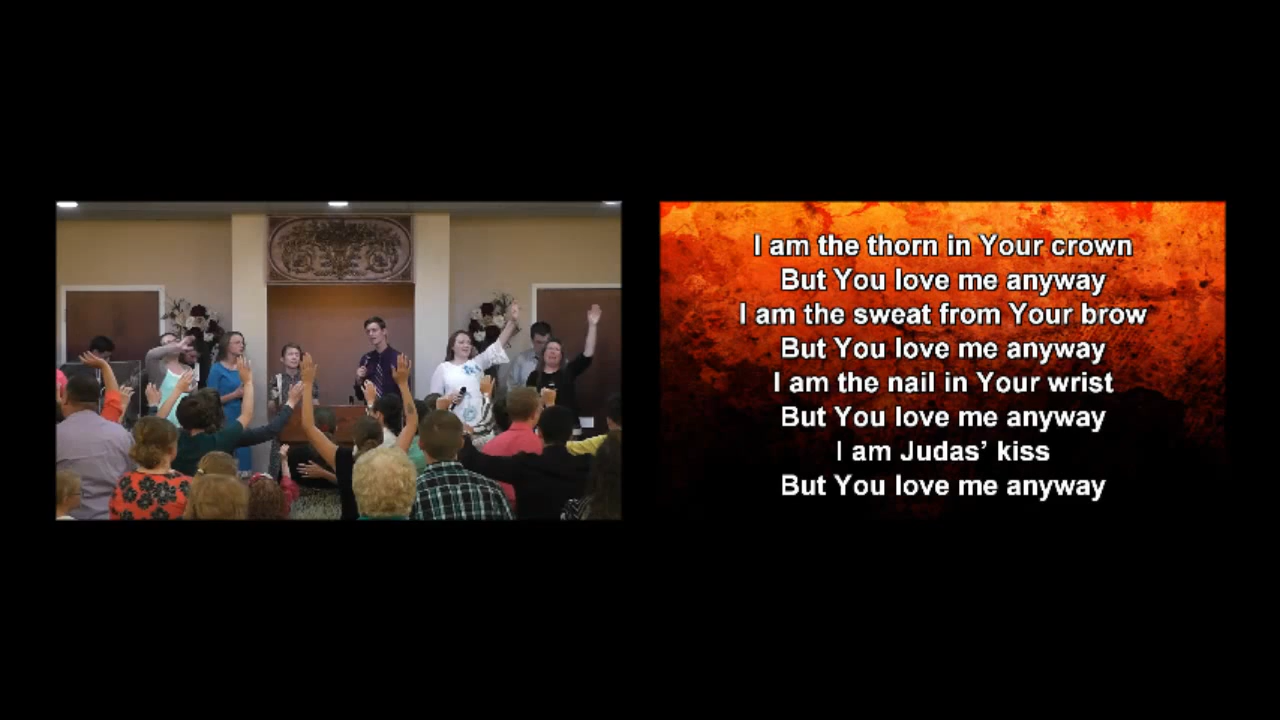 I am the thorn in Your crown
But You love me anyway
I am the sweat from Your brow
But You love me anyway
I am the nail in Your wrist
But You love me anyway
I am Judas’ kiss
But You love me anyway